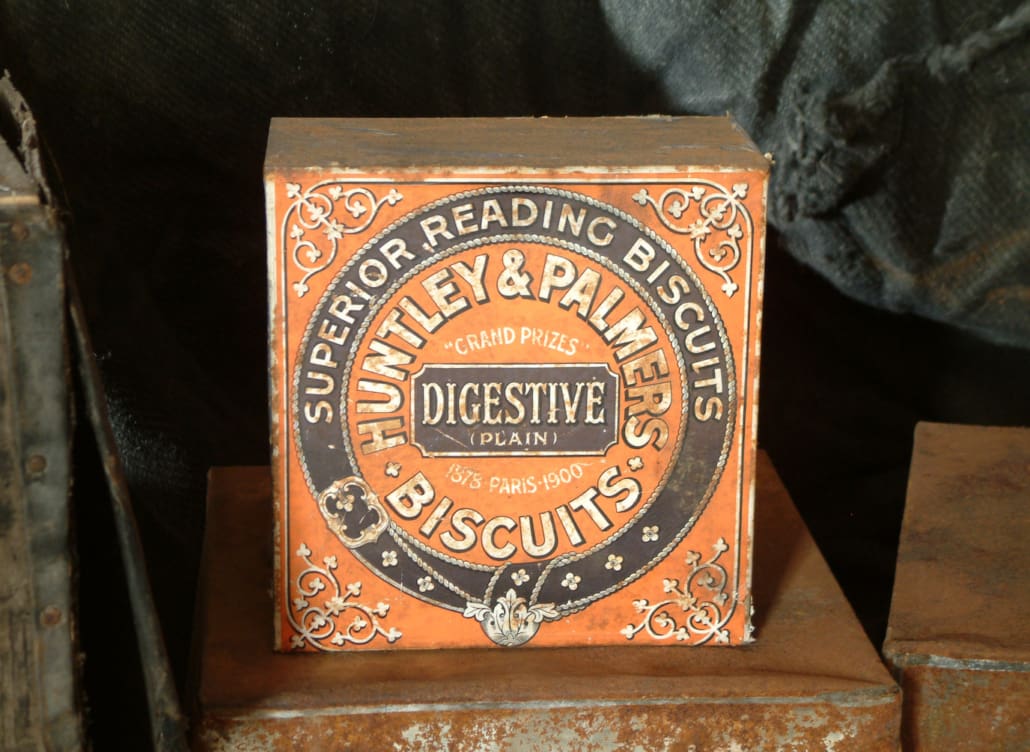 SUPERIOR READING BISCUITS
HUNTLEY & PALMERS
"GRAND PRIZES"
DIGESTIVE
(PLAIN)
1878-PARIS-1900
BISCUITS